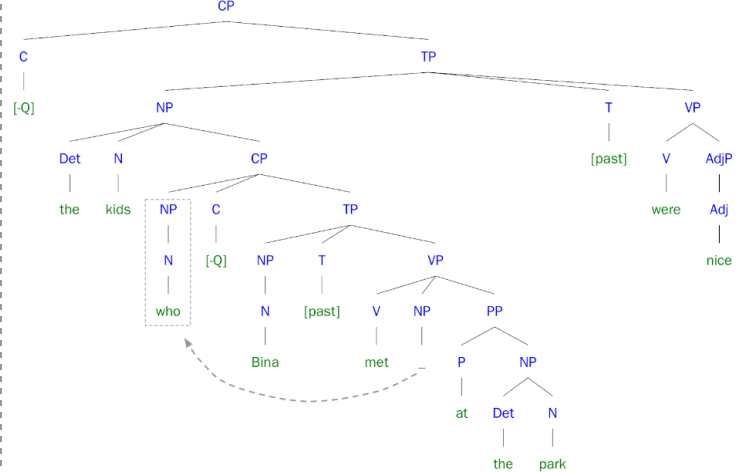 CP
C TP
[-Q] NP T VP
Det N CP [past] V AdjP
the kids NP C TP were Adj
N [-Q] NP T VP nice
who N [past] V NP PP
Bina met _ P NP
at Det N
the park